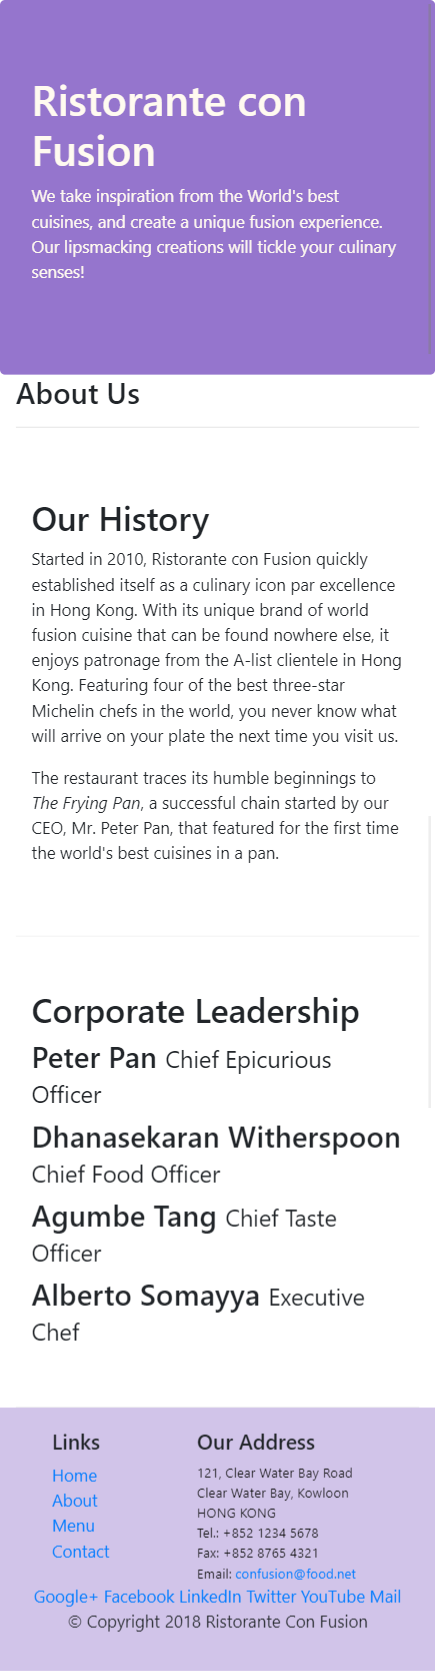 Ristorante con
Fusion
We take inspiration from the World's best
cuisines, and create a unique fusion experience.
Our lipsmacking creations will tickle your culinary
senses!
About Us
Our History
Started in 2010, Ristorante con Fusion quickly
established itself as a culinary icon par excellence
in Hong Kong. With its unique brand of world
fusion cuisine that can be found nowhere else, it
enjoys patronage from the A-list clientele in Hong
Kong. Featuring four of the best three-star
Michelin chefs in the world, you never know what
will arrive on your plate the next time you visit us.
The restaurant traces its humble beginnings to
The Frying Pan, a successful chain started by our
CEO, Mr. Peter Pan, that featured for the first time
the world's best cuisines in a pan.
Corporate Leadership
Peter Pan Chief Epicurious
Officer
Dhanasekaran Witherspoon
Chief Food Officer
Agumbe Tang Chief Taste
Officer
Alberto Somayya Executive
Chef
Links
Home
About
Menu
Contact
Our Address
121, Clear Water Bay Road
Clear Water Bay, Kowloon
HONG KONG
Tel.: +852 1234 5678
Fax: +852 8765 4321
Email: confusion@food.net
Google+ Facebook LinkedIn Twitter YouTube Mail
© Copyright 2018 Ristorante Con Fusion